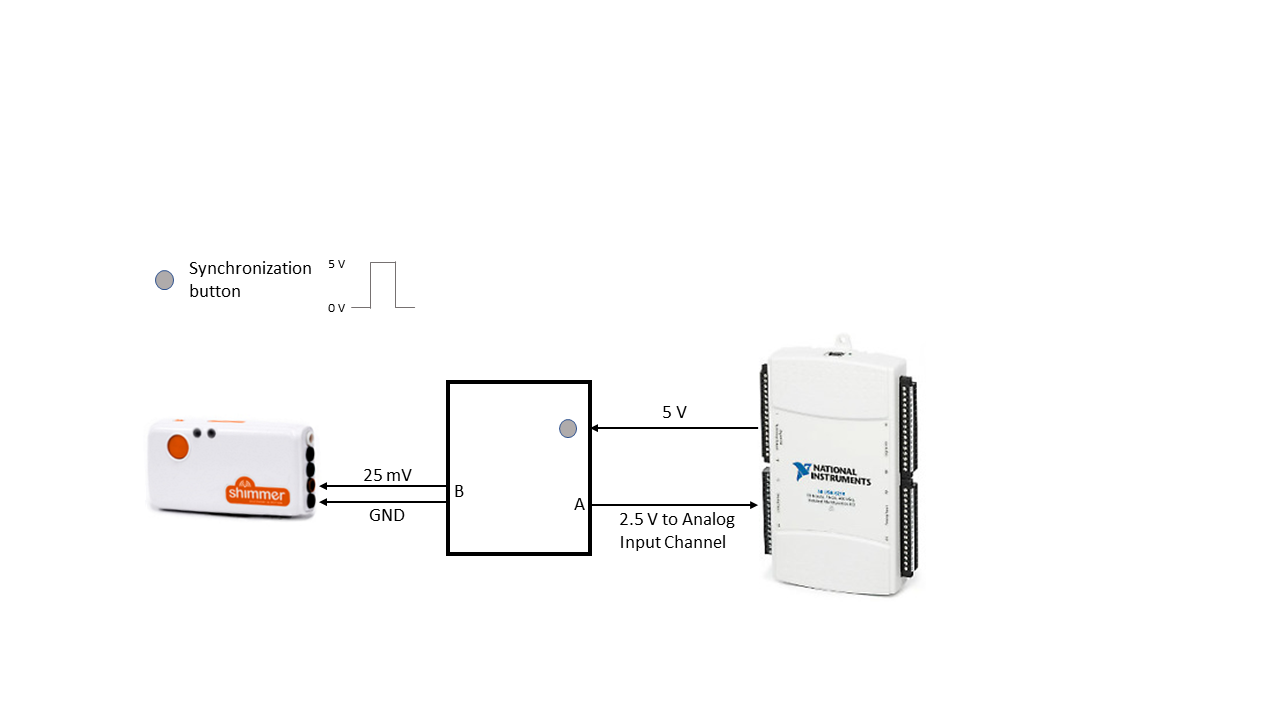 Synchronization
button
5 V
0 V
5 V
25 mV
B
GND
A
2.5 V to Analog
Input Channel
shimmer
NATIONAL
INSTRUMENTS